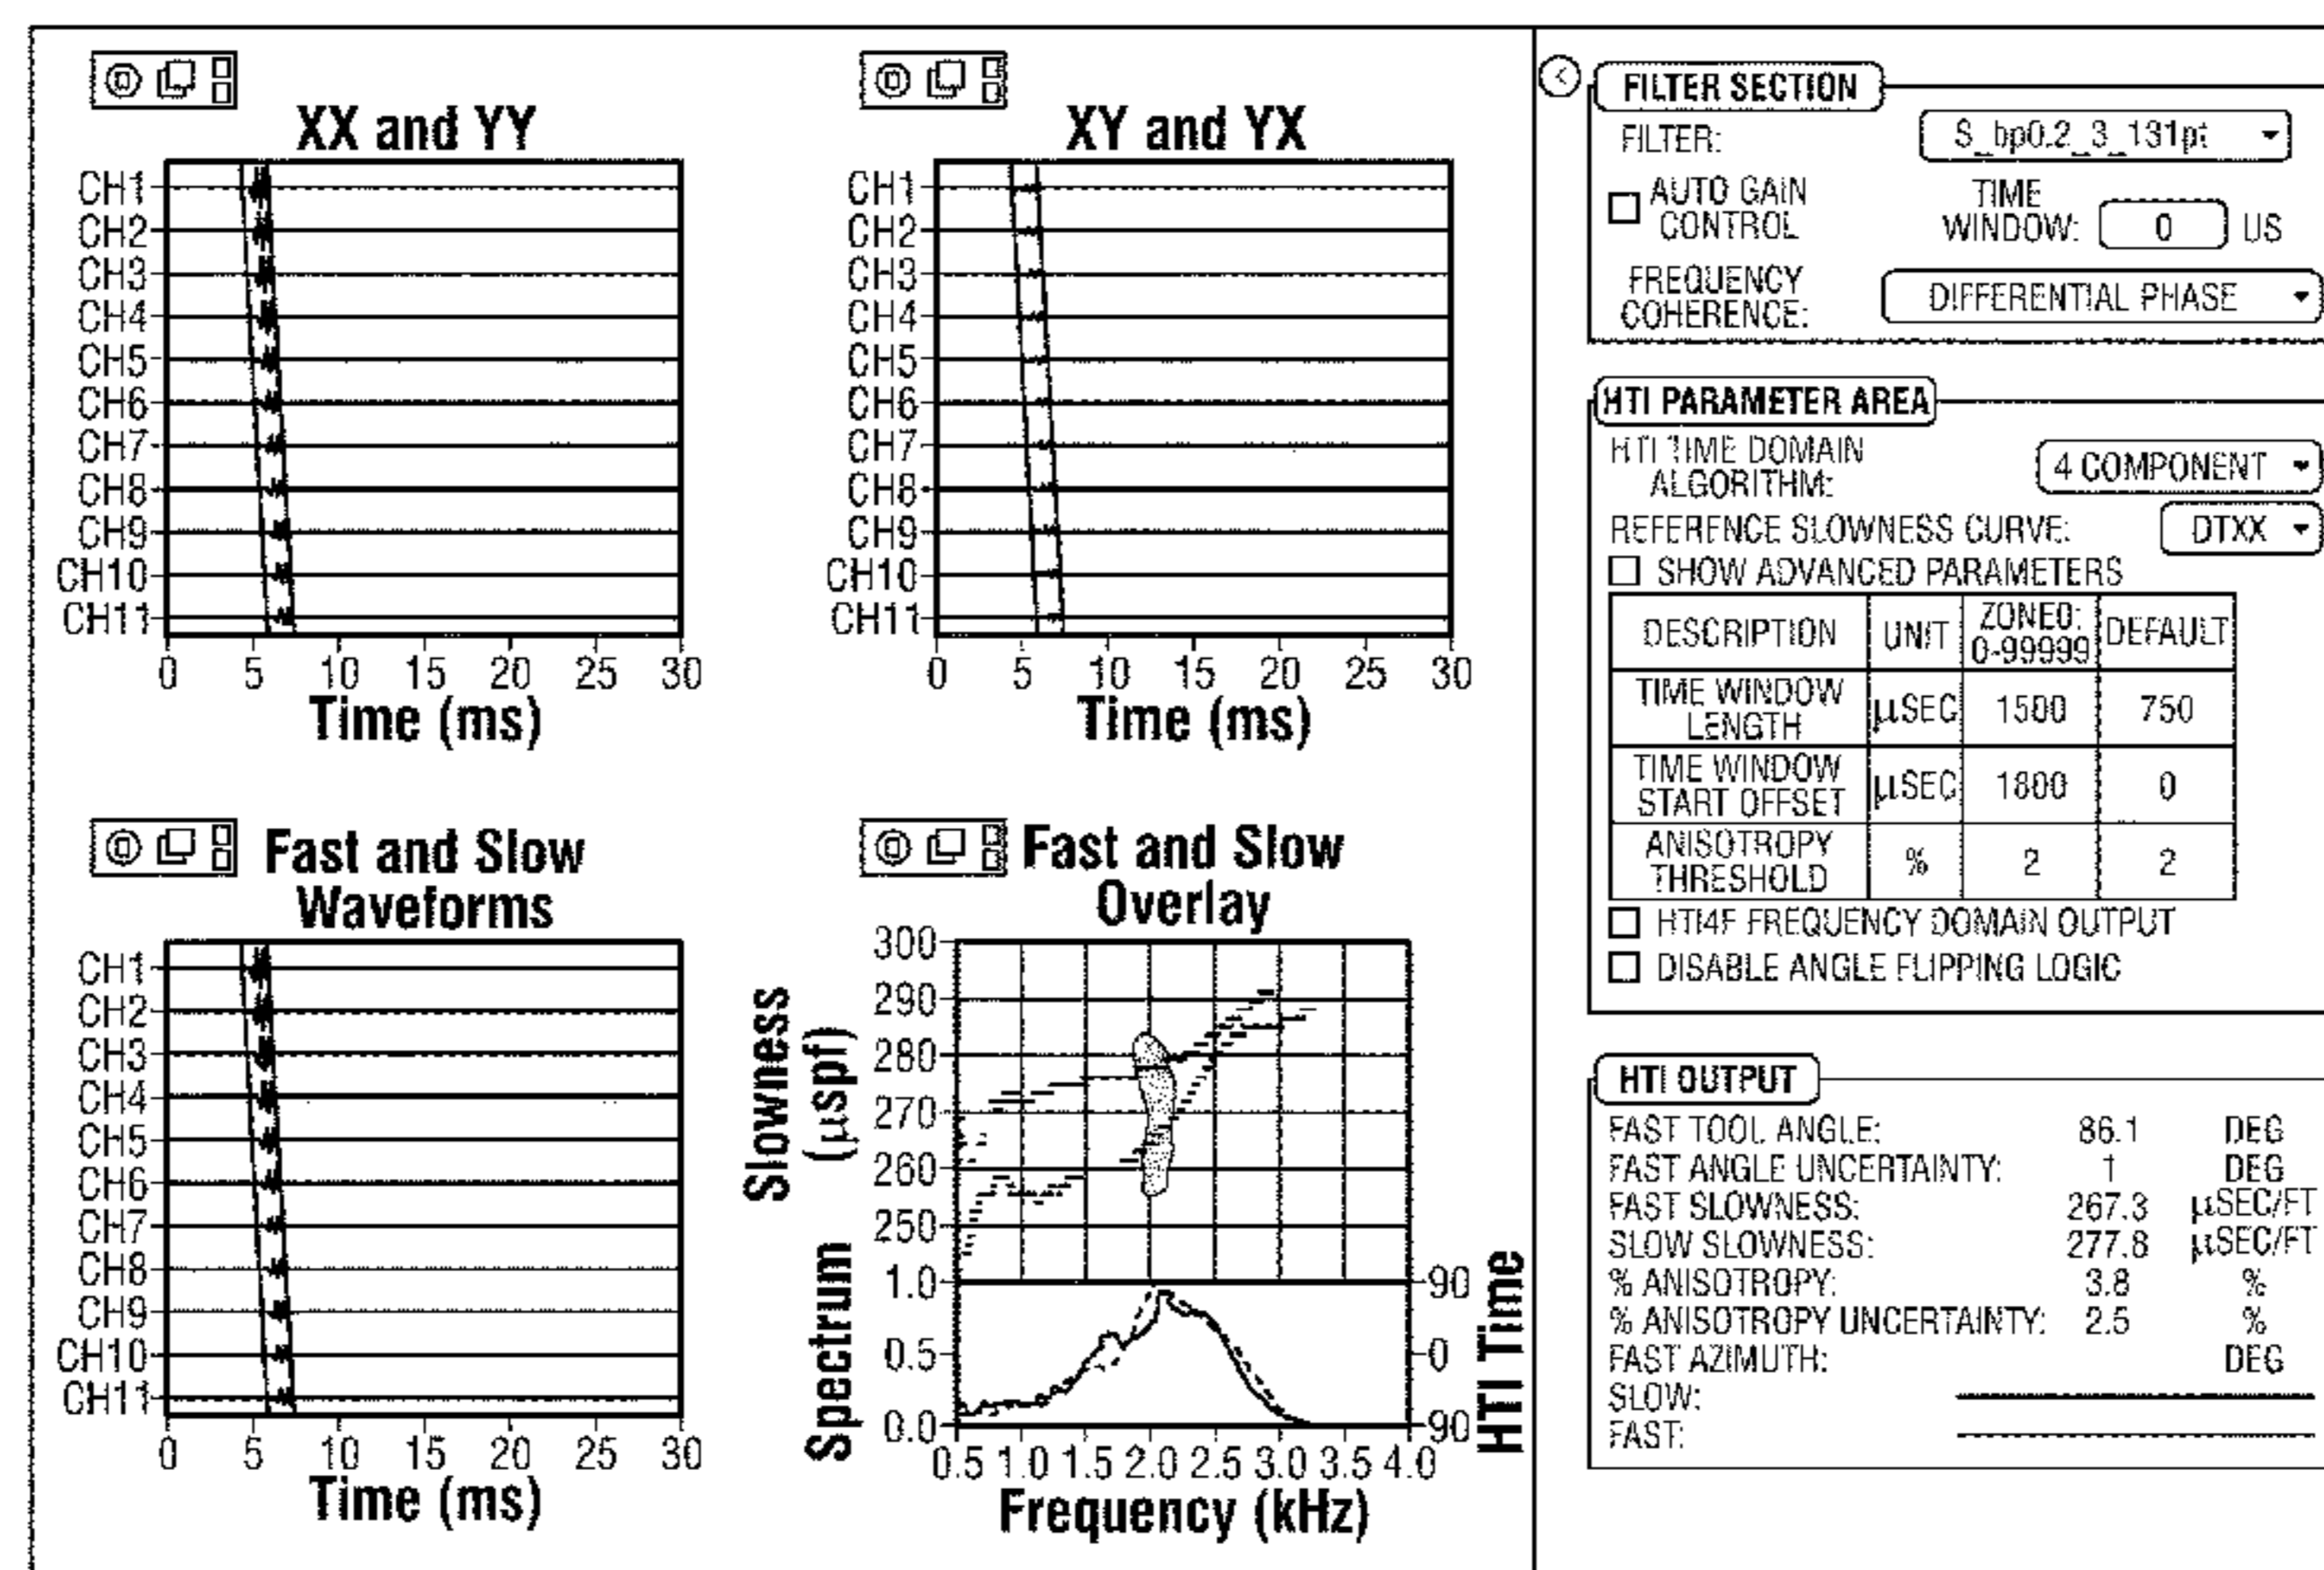 XX and YY
CH1
CH2
CH3
CH4
CH5
CH6
CH7
CH8
CH9
CH10
CH11
0 5 10 15 20 25 30
Time (ms)
XY and YX
CH1
CH2
CH3
CH4
CH5
CH6
CH7
CH8
CH9
CH10
CH11
0 5 10 15 20 25 30
Time (ms)
Fast and Slow
Waveforms
CH1
CH2
CH3
CH4
CH5
CH6
CH7
CH8
CH9
CH10
CH11
0 5 10 15 20 25 30
Time (ms)
Fast and Slow
Overlay
Slowness
(µspf)
300
290
280
270
260
250
Spectrum
1.0
0.5
0.0
90
0
-90
HTI Time
0.5 1.0 1.5 2.0 2.5 3.0 3.5 4.0
Frequency (kHz)
FILTER SECTION
FILTER: S_bp0.2_3_131pt
AUTO GAIN
CONTROL
TIME
WINDOW: 0 US
FREQUENCY
COHERENCE: DIFFERENTIAL PHASE
HTI PARAMETER AREA
HTI TIME DOMAIN
ALGORITHM: 4 COMPONENT
REFERENCE SLOWNESS CURVE: DTXX
SHOW ADVANCED PARAMETERS
DESCRIPTION UNIT ZONE0: 0-99999 DEFAULT
TIME WINDOW LENGTH µSEC 1500 750
TIME WINDOW START OFFSET µSEC 1800 0
ANISOTROPY THRESHOLD % 2 2
HTI4F FREQUENCY DOMAIN OUTPUT
DISABLE ANGLE FLIPPING LOGIC
HTI OUTPUT
FAST TOOL ANGLE: 86.1 DEG
FAST ANGLE UNCERTAINTY: 1 DEG
FAST SLOWNESS: 267.3 µSEC/FT
SLOW SLOWNESS: 277.8 µSEC/FT
% ANISOTROPY: 3.8 %
% ANISOTROPY UNCERTAINTY: 2.5 %
FAST AZIMUTH: DEG
SLOW:
FAST: